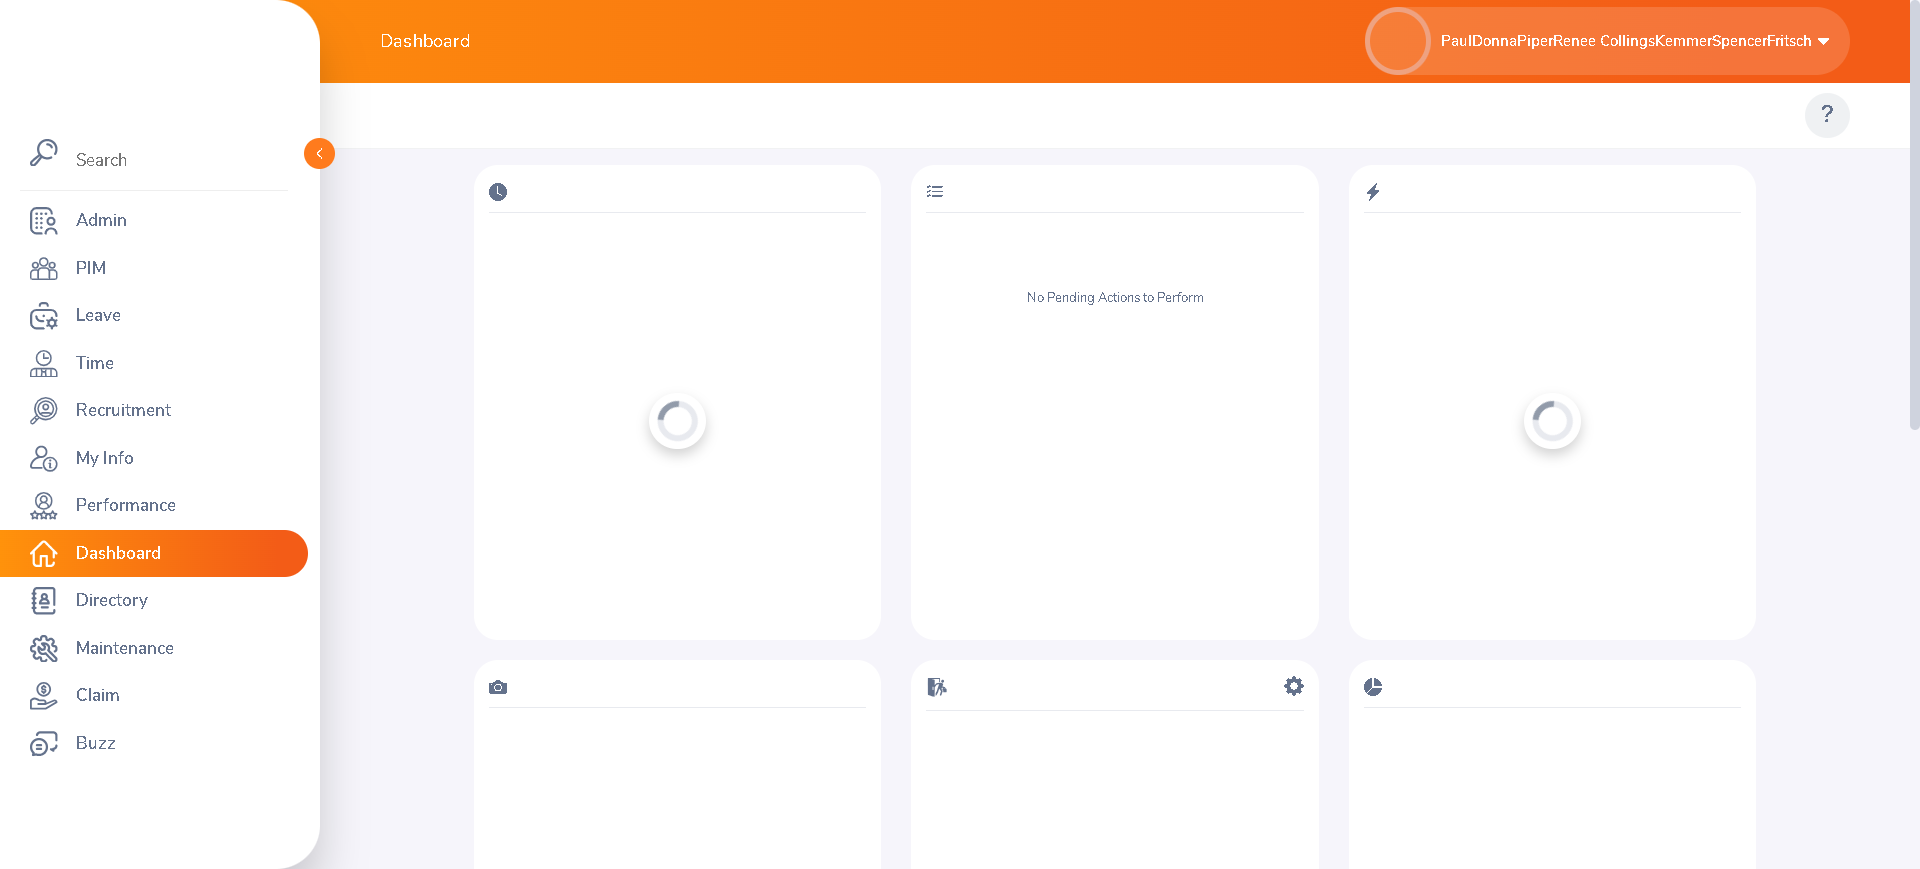 Dashboard
PaulDonnaPiperRenee CollingsKemmerSpencerFritsch
?
Search
Admin
PIM
Leave
Time
Recruitment
My Info
Performance
Dashboard
Directory
Maintenance
Claim
Buzz
No Pending Actions to Perform